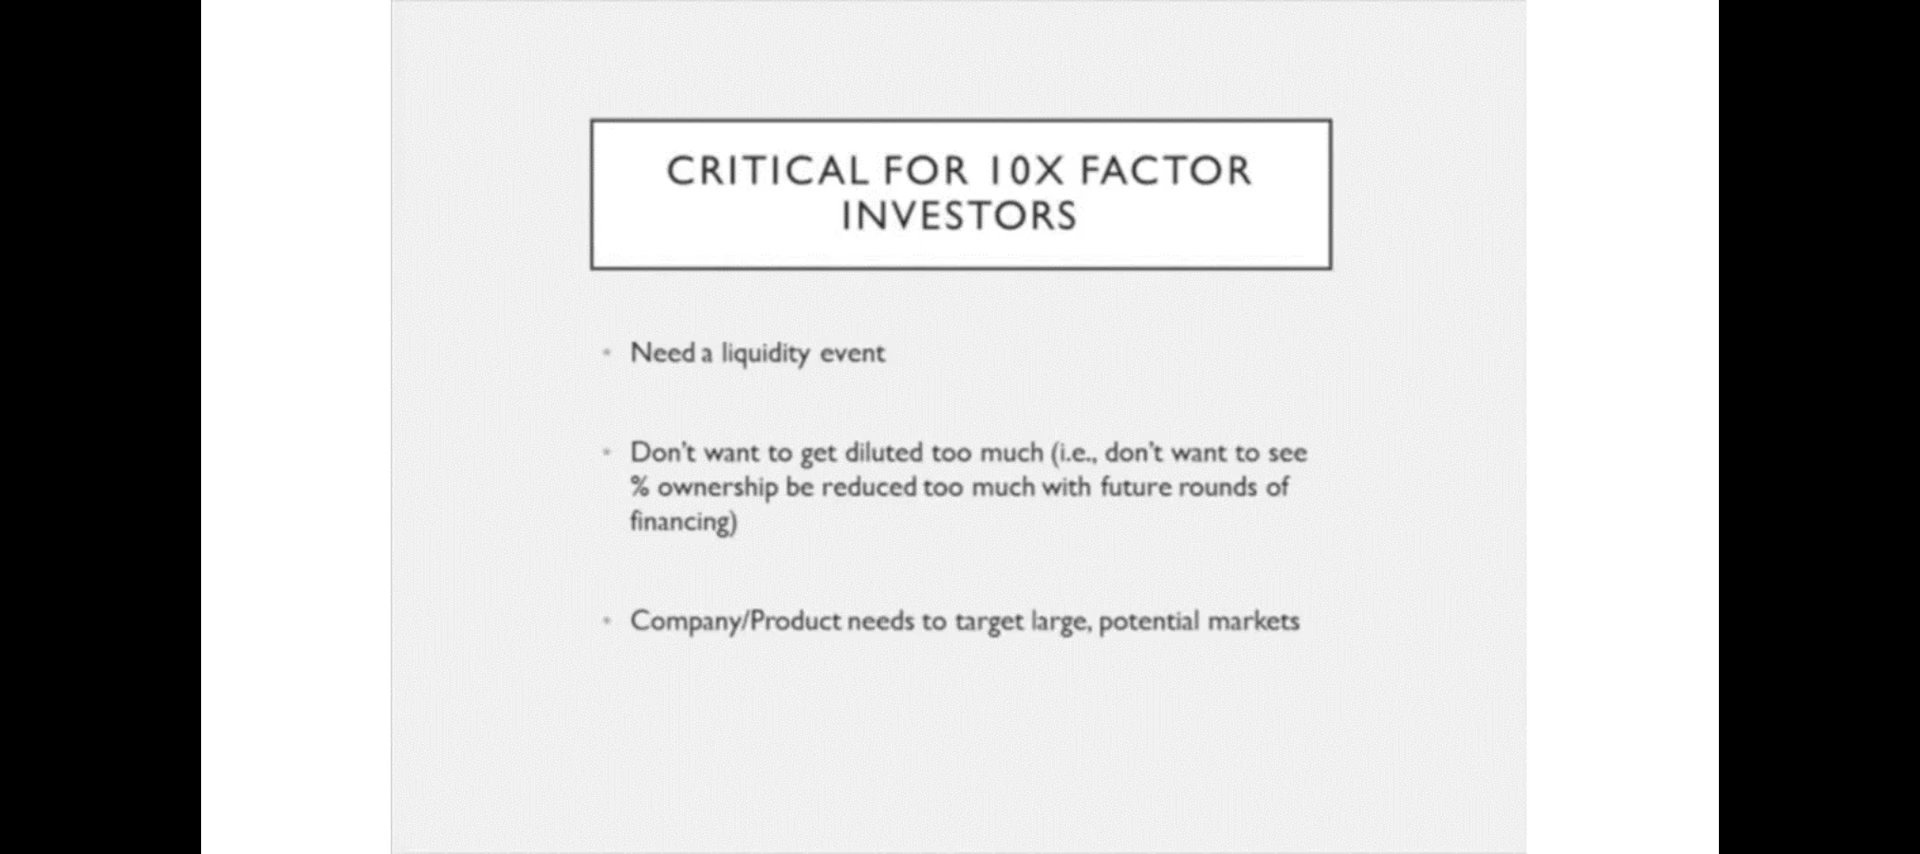 CRITICAL FOR 10X FACTOR
INVESTORS
• Need a liquidity event
• Don't want to get diluted too much (i.e., don't want to see
% ownership be reduced too much with future rounds of
financing)
• Company/Product needs to target large, potential markets